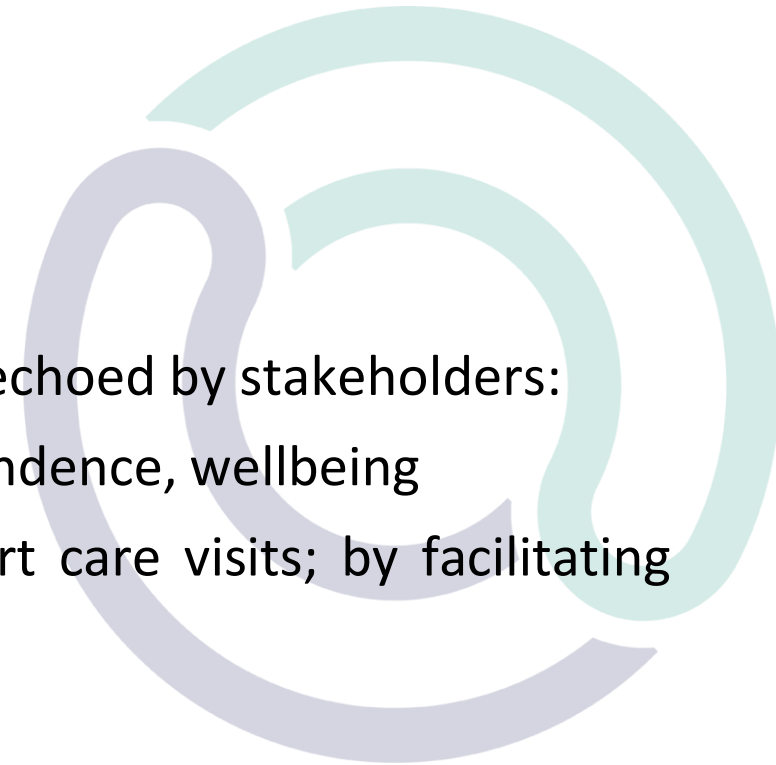 echoed by stakeholders:
ndence, wellbeing
rt care visits; by facilitating